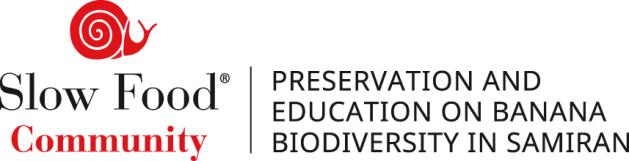 Slow Food®
Community
PRESERVATION AND
EDUCATION ON BANANA
BIODIVERSITY IN SAMIRAN